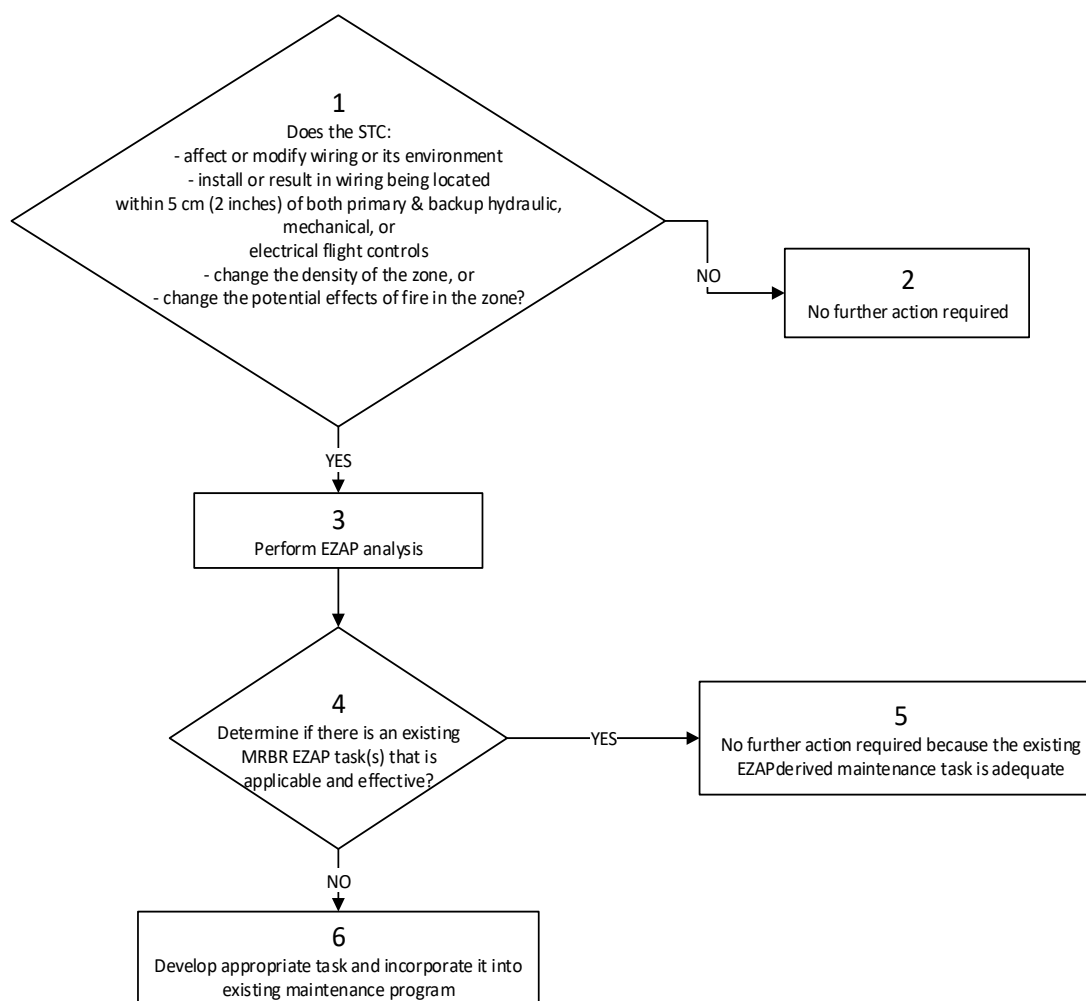 1
Does the STC:
- affect or modify wiring or its environment
- install or result in wiring being located
within 5 cm (2 inches) of both primary & backup hydraulic,
mechanical, or
electrical flight controls
- change the density of the zone, or
- change the potential effects of fire in the zone?
NO
2
No further action required
YES
3
Perform EZAP analysis
4
Determine if there is an existing
MRBR EZAP task(s) that is
applicable and effective?
YES
5
No further action required because the existing
EZAPderived maintenance task is adequate
NO
6
Develop appropriate task and incorporate it into
existing maintenance program